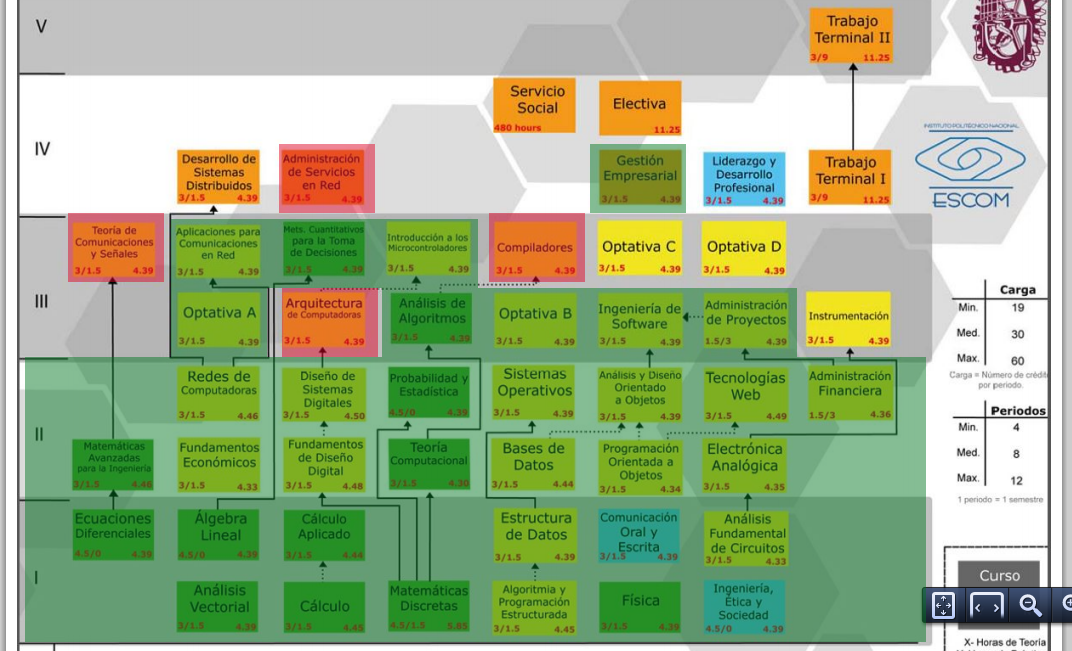 V
Trabajo
Terminal II
3/9 11.25
Servicio
Social
480 hours
Electiva
11.25
INSTITUTO POLITÉCNICO NACIONAL
IV
Desarrollo de
Sistemas
Distribuidos
3/1.5 4.39
Administración
de Servicios
en Red
3/1.5 4.39
Gestión
Empresarial
3/1.5 4.39
Liderazgo y
Desarrollo
Profesional
3/1.5 4.39
Trabajo
Terminal I
3/9 11.25
ESCOM
Teoría de
Comunicaciones
y Señales
3/1.5 4.39
Aplicaciones para
Comunicaciones
en Red
3/1.5 4.39
Mets. Cuantitativos
para la Toma
de Decisiones
3/1.5 4.39
Introducción a los
Microcontroladores
3/1.5 4.39
Compiladores
3/1.5 4.39
Optativa C
3/1.5 4.39
Optativa D
3/1.5 4.39
III
Optativa A
3/1.5 4.39
Arquitectura
de Computadoras
3/1.5 4.39
Análisis de
Algoritmos
3/1.5 4.39
Optativa B
3/1.5 4.39
Ingeniería de
Software
3/1.5 4.39
Administración
de Proyectos
1.5/3 4.39
Instrumentación
3/1.5 4.39
Carga
Min. 19
Med. 30
Max. 60
Carga = Número de crédit
por periodo.
II
Redes de
Computadoras
3/1.5 4.46
Diseño de
Sistemas
Digitales
3/1.5 4.50
Probabilidad y
Estadística
4.5/0 4.39
Sistemas
Operativos
3/1.5 4.39
Análisis y Diseño
Orientado
a Objetos
3/1.5 4.39
Tecnologías
Web
3/1.5 4.49
Administración
Financiera
1.5/3 4.36
Periodos
Min. 4
Med. 8
Max. 12
1 periodo = 1 semestre
Matemáticas
Avanzadas
para la Ingeniería
3/1.5 4.46
Fundamentos
Económicos
3/1.5 4.33
Fundamentos
de Diseño
Digital
3/1.5 4.48
Teoría
Computacional
3/1.5 4.30
Bases de
Datos
3/1.5 4.44
Programación
Orientada a
Objetos
3/1.5 4.34
Electrónica
Analógica
3/1.5 4.35
I
Ecuaciones
Diferenciales
4.5/0 4.39
Álgebra
Lineal
4.5/0 4.39
Cálculo
Aplicado
3/1.5 4.44
Estructura
de Datos
3/1.5 4.39
Comunicación
Oral y
Escrita
3/1.5 4.39
Análisis
Fundamental
de Circuitos
3/1.5 4.33
Análisis
Vectorial
3/1.5 4.39
Cálculo
3/1.5 4.45
Matemáticas
Discretas
4.5/1.5 5.85
Algoritmia y
Programación
Estructurada
3/1.5 4.45
Física
3/1.5 4.39
Ingeniería,
Ética y
Sociedad
4.5/0 4.39
Curso
X- Horas de Teoría